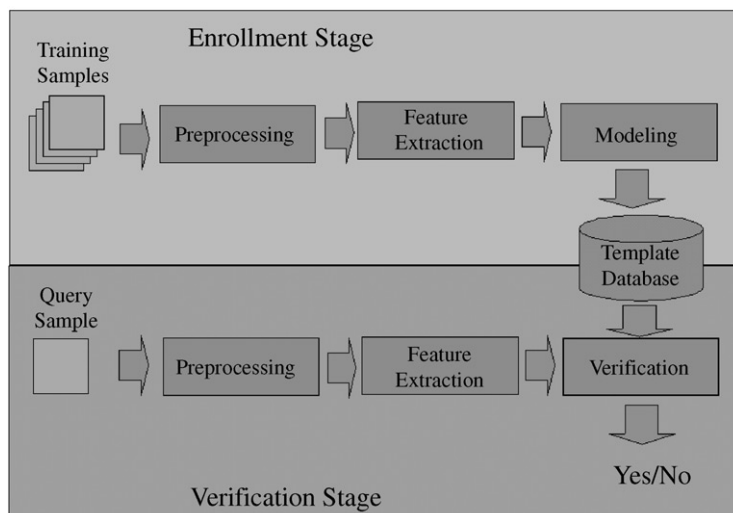 Enrollment Stage
Training
Samples
Preprocessing
Feature
Extraction
Modeling
Template
Database
Query
Sample
Preprocessing
Feature
Extraction
Verification
Yes/No
Verification Stage